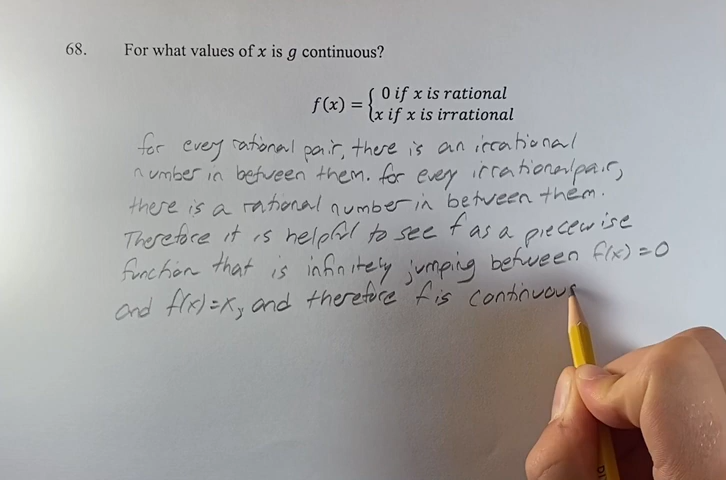 68. For what values of x is g continuous?
f(x) = { 0 if x is rational
x if x is irrational
for every rational pair, there is an irrational
number in between them. for every irrational pair,
there is a rational number in between them.
Therefore it is helpful to see f as a piecewise
function that is infinitely jumping between f(x)=0
and f(x)=x, and therefore f is continuous